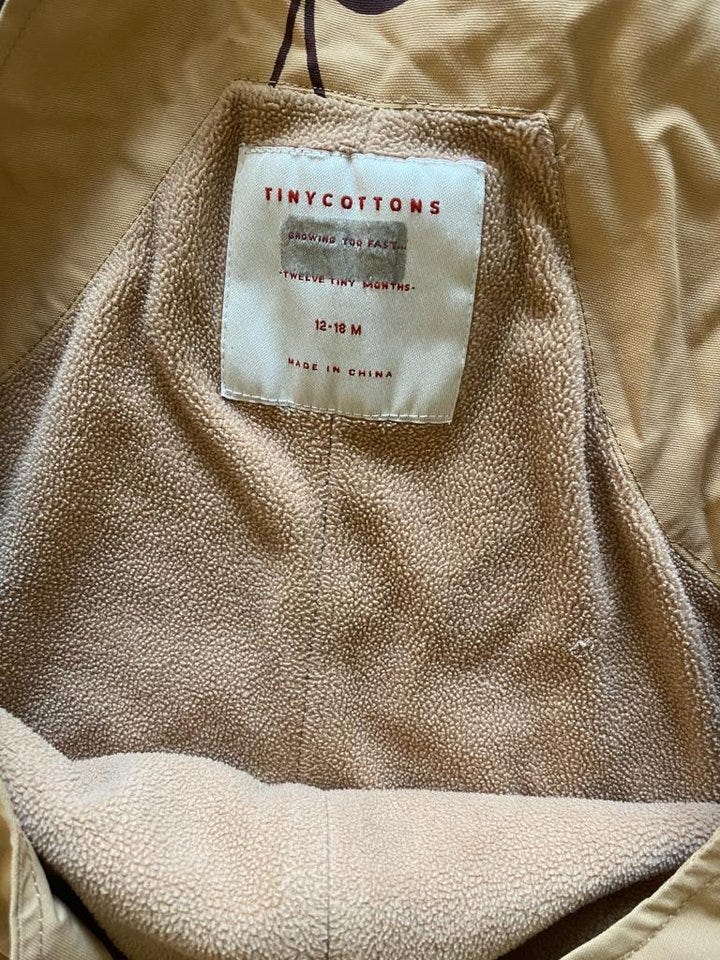 TINYCOTTONS
GROWING TOO FAST...
·TWELVE TINY MONTHS·
12-18 M
MADE IN CHINA